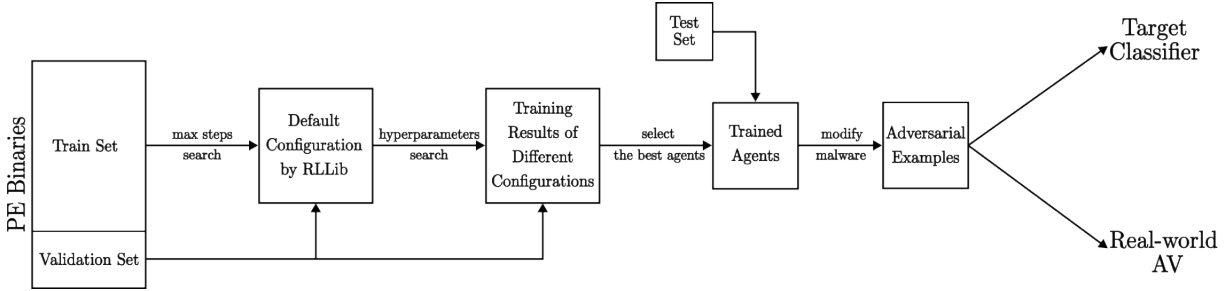 PE Binaries
Train Set
Validation Set
max steps
search
Default
Configuration
by RLLib
hyperparameters
search
Training
Results of
Different
Configurations
select
the best agents
Test
Set
Trained
Agents
modify
malware
Adversarial
Examples
Target
Classifier
Real-world
AV